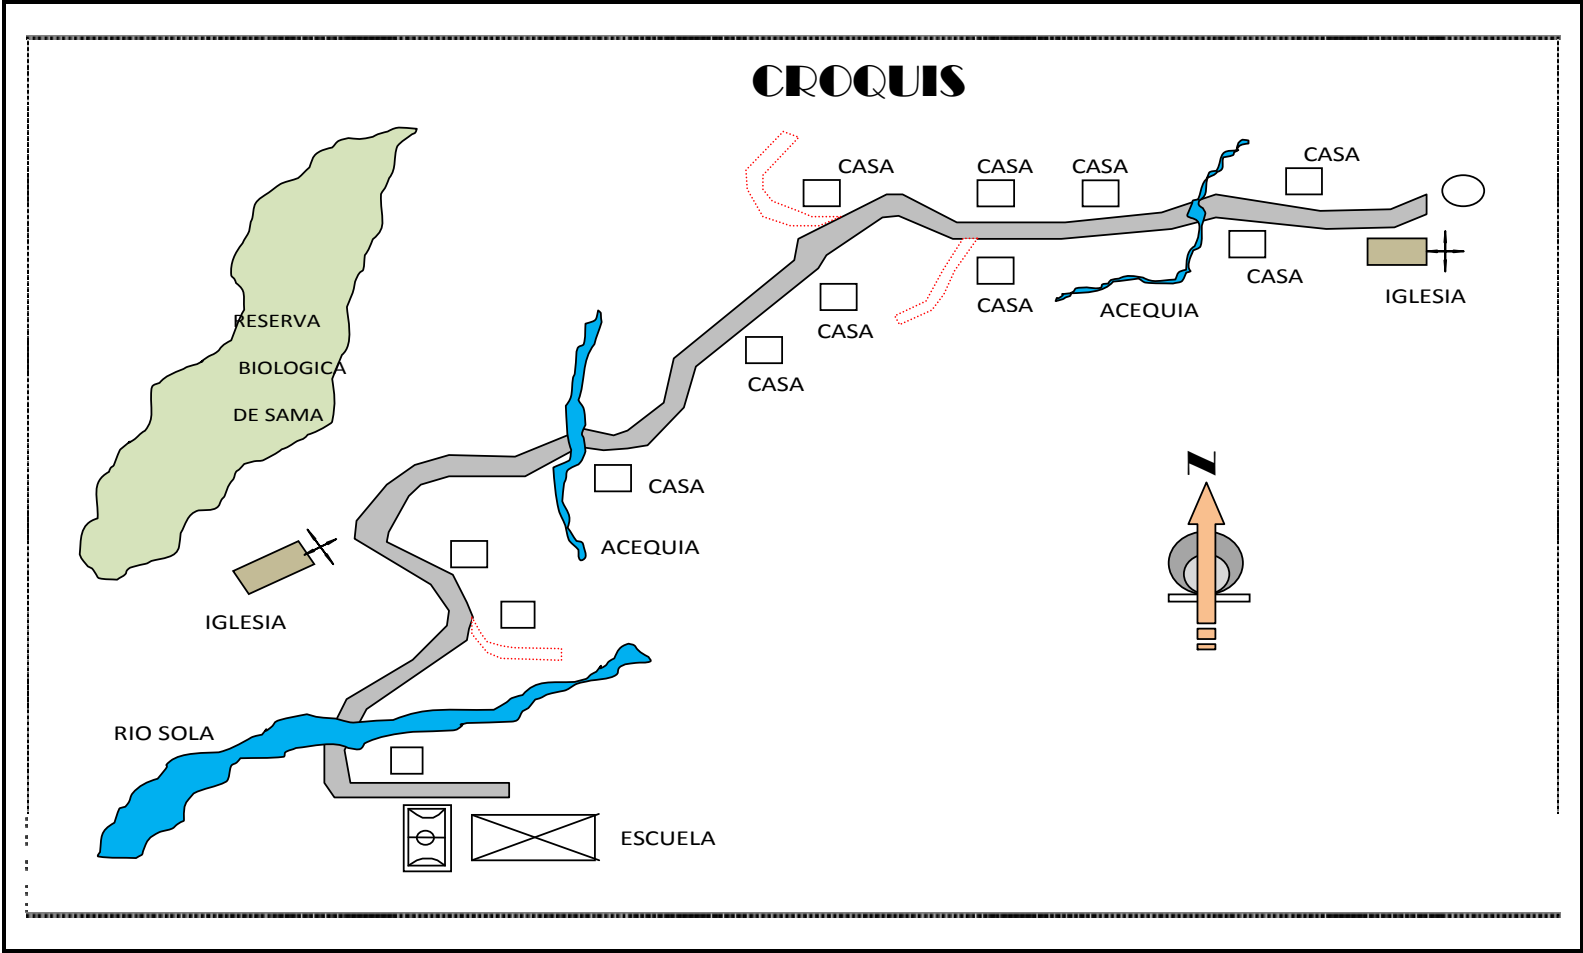 CROQUIS
CASA
CASA
CASA
CASA
CASA
IGLESIA
CASA
ACEQUIA
CASA
CASA
RESERVA
BIOLOGICA
DE SAMA
N
CASA
ACEQUIA
IGLESIA
RIO SOLA
ESCUELA